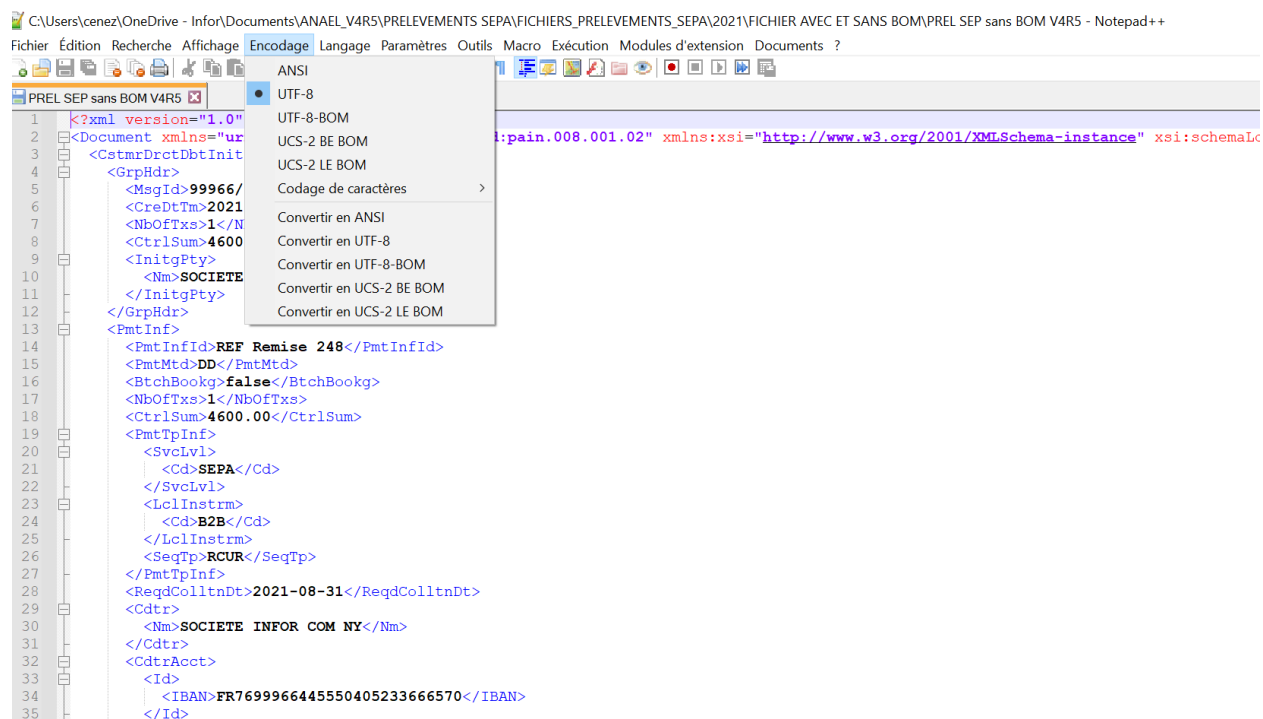 C:\Users\cenez\OneDrive - Infor\Documents\ANAEL_V4R5\PRELEVEMENTS SEPA\FICHIERS_PRELEVEMENTS_SEPA\2021\FICHIER AVEC ET SANS BOM\PREL SEP sans BOM V4R5 - Notepad++
Fichier Édition Recherche Affichage Encodage Langage Paramètres Outils Macro Exécution Modules d'extension Documents ?
PREL SEP sans BOM V4R5
ANSI
UTF-8
UTF-8-BOM
UCS-2 BE BOM
UCS-2 LE BOM
Codage de caractères >
Convertir en ANSI
Convertir en UTF-8
Convertir en UTF-8-BOM
Convertir en UCS-2 BE BOM
Convertir en UCS-2 LE BOM
1 <?xml version="1.0"
2 <Document xmlns="ur d:pain.008.001.02" xmlns:xsi="http://www.w3.org/2001/XMLSchema-instance" xsi:schemaLo
3 <CstmrDrctDbtInit
4 <GrpHdr>
5 <MsgId>99966/
6 <CreDtTm>2021
7 <NbOfTxs>1</N
8 <CtrlSum>4600
9 <InitgPty>
10 <Nm>SOCIETE
11 </InitgPty>
12 </GrpHdr>
13 <PmtInf>
14 <PmtInfId>REF Remise 248</PmtInfId>
15 <PmtMtd>DD</PmtMtd>
16 <BtchBookg>false</BtchBookg>
17 <NbOfTxs>1</NbOfTxs>
18 <CtrlSum>4600.00</CtrlSum>
19 <PmtTpInf>
20 <SvcLvl>
21 <Cd>SEPA</Cd>
22 </SvcLvl>
23 <LclInstrm>
24 <Cd>B2B</Cd>
25 </LclInstrm>
26 <SeqTp>RCUR</SeqTp>
27 </PmtTpInf>
28 <ReqdColltnDt>2021-08-31</ReqdColltnDt>
29 <Cdtr>
30 <Nm>SOCIETE INFOR COM NY</Nm>
31 </Cdtr>
32 <CdtrAcct>
33 <Id>
34 <IBAN>FR7699966445550405233666570</IBAN>
35 </Id>